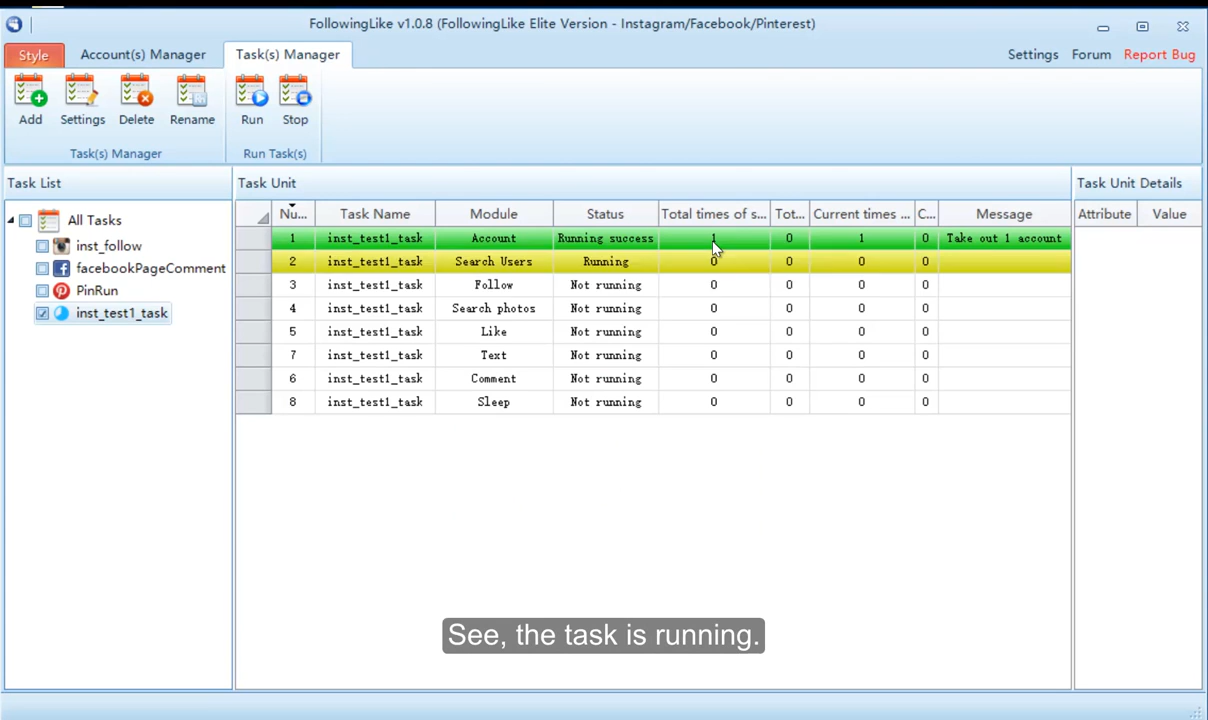 FollowingLike v1.0.8 (FollowingLike Elite Version - Instagram/Facebook/Pinterest)
Style Account(s) Manager Task(s) Manager Settings Forum Report Bug
Add Settings Delete Rename Run Stop
Task(s) Manager Run Task(s)
Task List Task Unit Task Unit Details
Nu... Task Name Module Status Total times of s... Tot... Current times ... C... Message Attribute Value
All Tasks
inst_follow
facebookPageComment
PinRun
inst_test1_task
1 inst_test1_task Account Running success 1 0 1 0 Take out 1 account
2 inst_test1_task Search Users Running 0 0 0 0
3 inst_test1_task Follow Not running 0 0 0 0
4 inst_test1_task Search photos Not running 0 0 0 0
5 inst_test1_task Like Not running 0 0 0 0
7 inst_test1_task Text Not running 0 0 0 0
6 inst_test1_task Comment Not running 0 0 0 0
8 inst_test1_task Sleep Not running 0 0 0 0
See, the task is running.